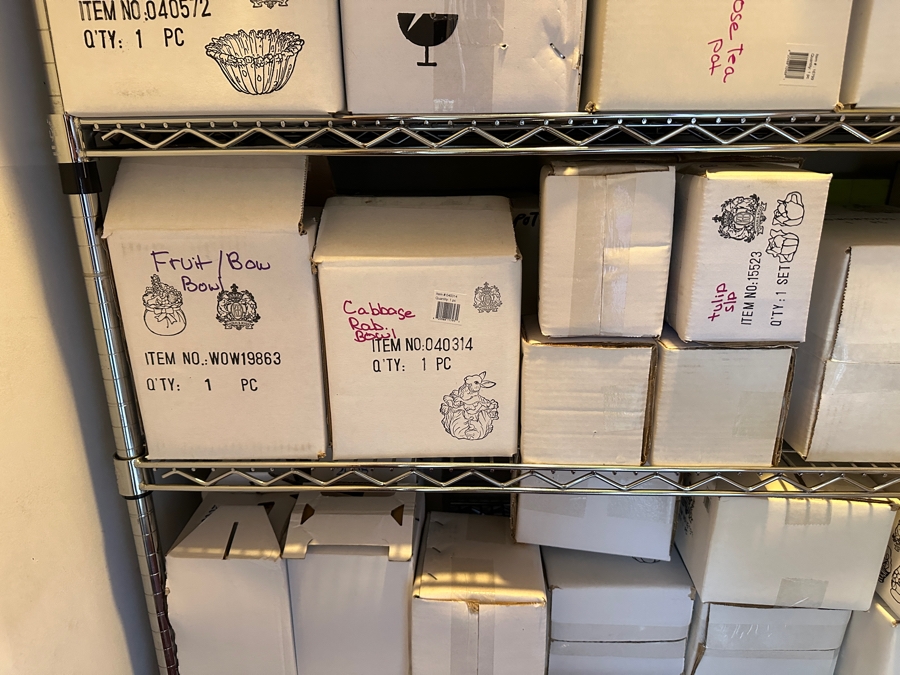 ITEM NO.:040572
Q'TY: 1 PC
ose Tea
Pot
Fruit/Bow
Bowl
ITEM NO.:WOW19863
Q'TY: 1 PC
Cabbage
Rab.
Bowl
ITEM NO:040314
Q'TY: 1 PC
POT
tulip
s/s
ITEM NO:15523
Q'TY: 1 SET